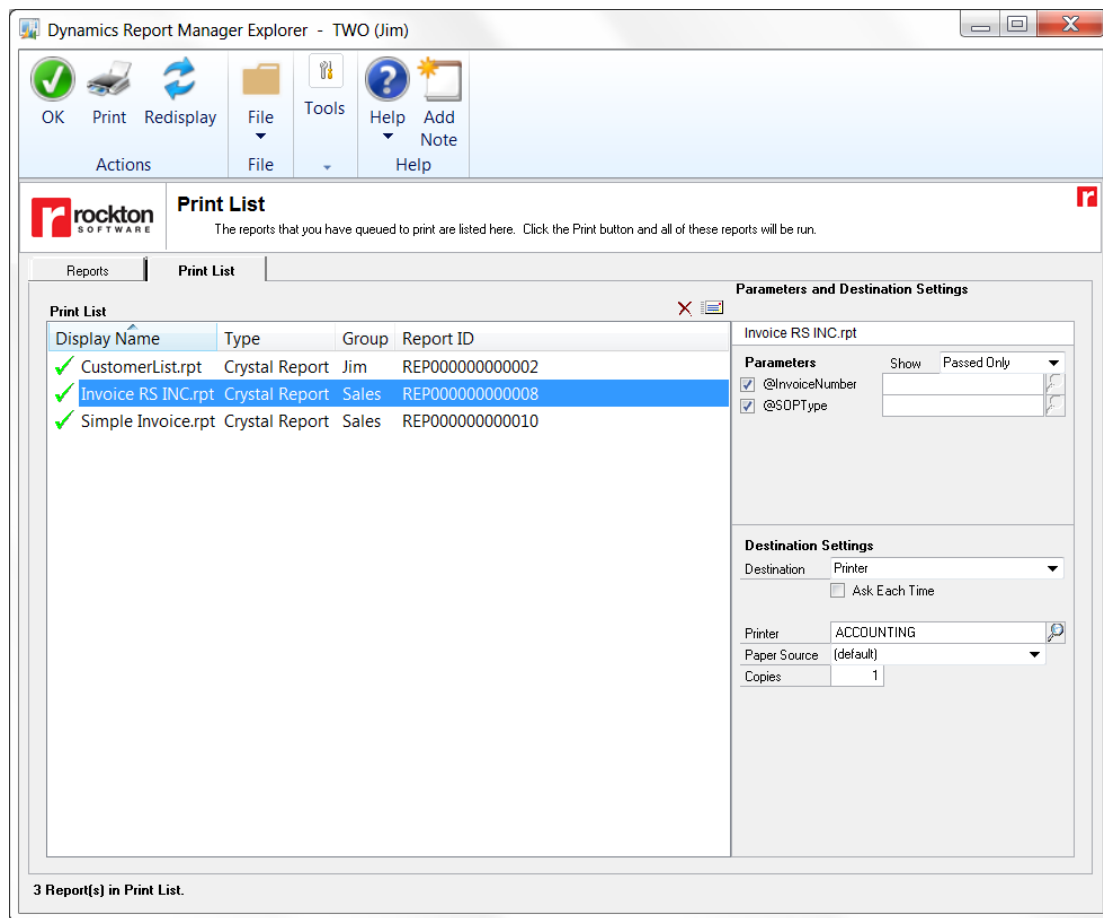 Dynamics Report Manager Explorer - TWO (Jim)
OK Print Redisplay File Tools Help Add Note
Actions File Help
rockton
SOFTWARE
Print List
The reports that you have queued to print are listed here. Click the Print button and all of these reports will be run.
Reports Print List
Print List
Display Name Type Group Report ID
CustomerList.rpt Crystal Report Jim REP000000000002
Invoice RS INC.rpt Crystal Report Sales REP000000000008
Simple Invoice.rpt Crystal Report Sales REP000000000010
Parameters and Destination Settings
Invoice RS INC.rpt
Parameters Show Passed Only
@InvoiceNumber
@SOPType
Destination Settings
Destination Printer
Ask Each Time
Printer ACCOUNTING
Paper Source (default)
Copies 1
3 Report(s) in Print List.